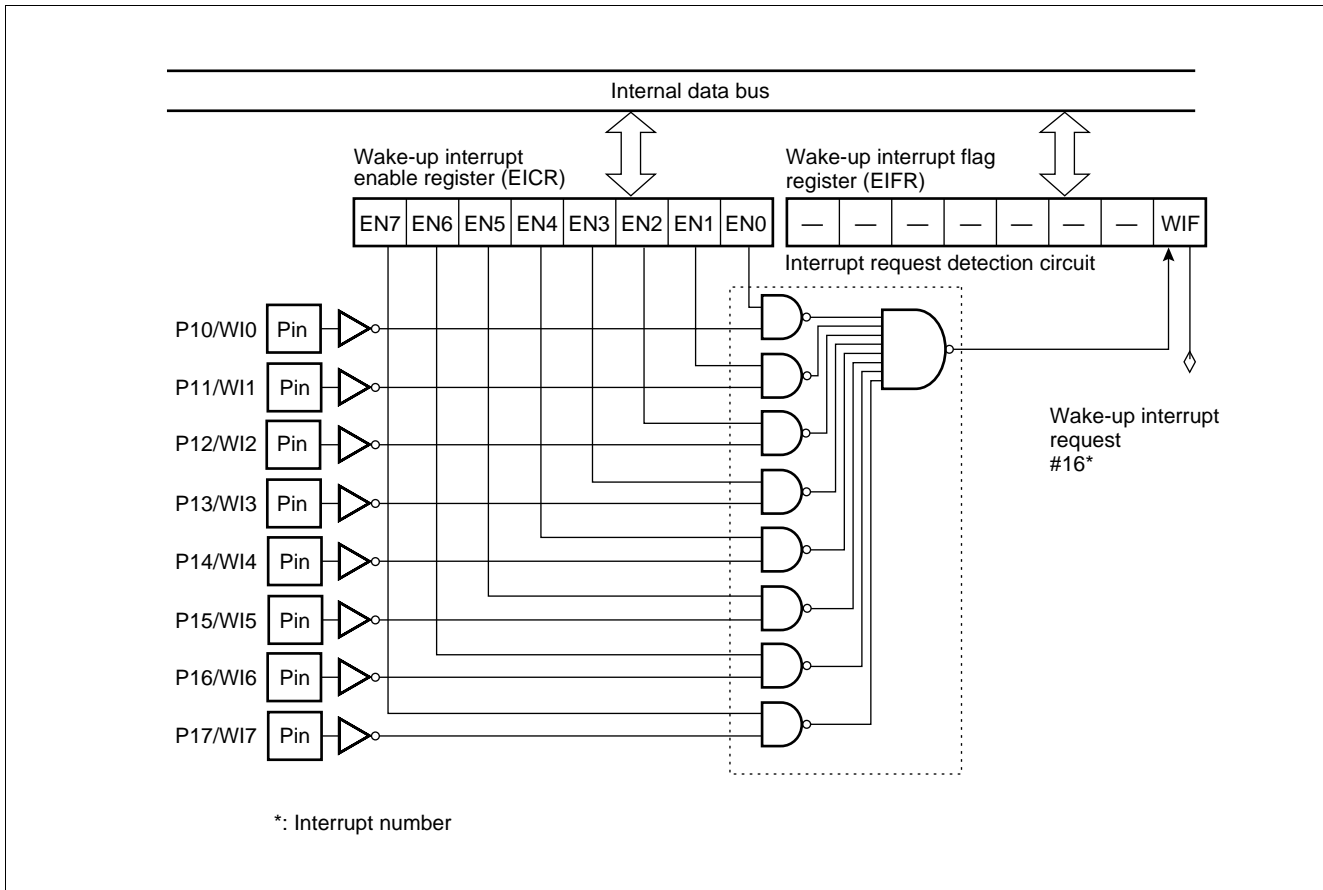 Internal data bus
Wake-up interrupt
enable register (EICR)
Wake-up interrupt flag
register (EIFR)
EN7 EN6 EN5 EN4 EN3 EN2 EN1 EN0
— — — — — — — WIF
Interrupt request detection circuit
P10/WI0 Pin
P11/WI1 Pin
P12/WI2 Pin
P13/WI3 Pin
P14/WI4 Pin
P15/WI5 Pin
P16/WI6 Pin
P17/WI7 Pin
Wake-up interrupt
request
#16*
*: Interrupt number